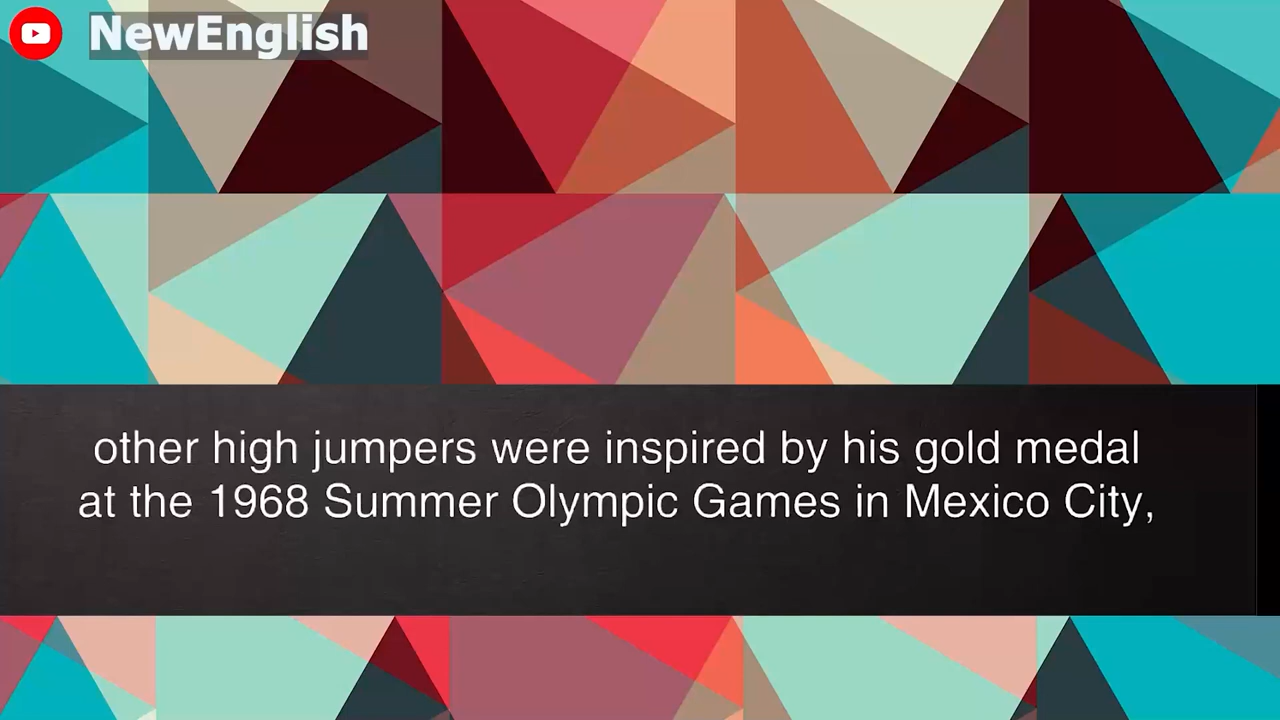 NewEnglish
other high jumpers were inspired by his gold medal
at the 1968 Summer Olympic Games in Mexico City,